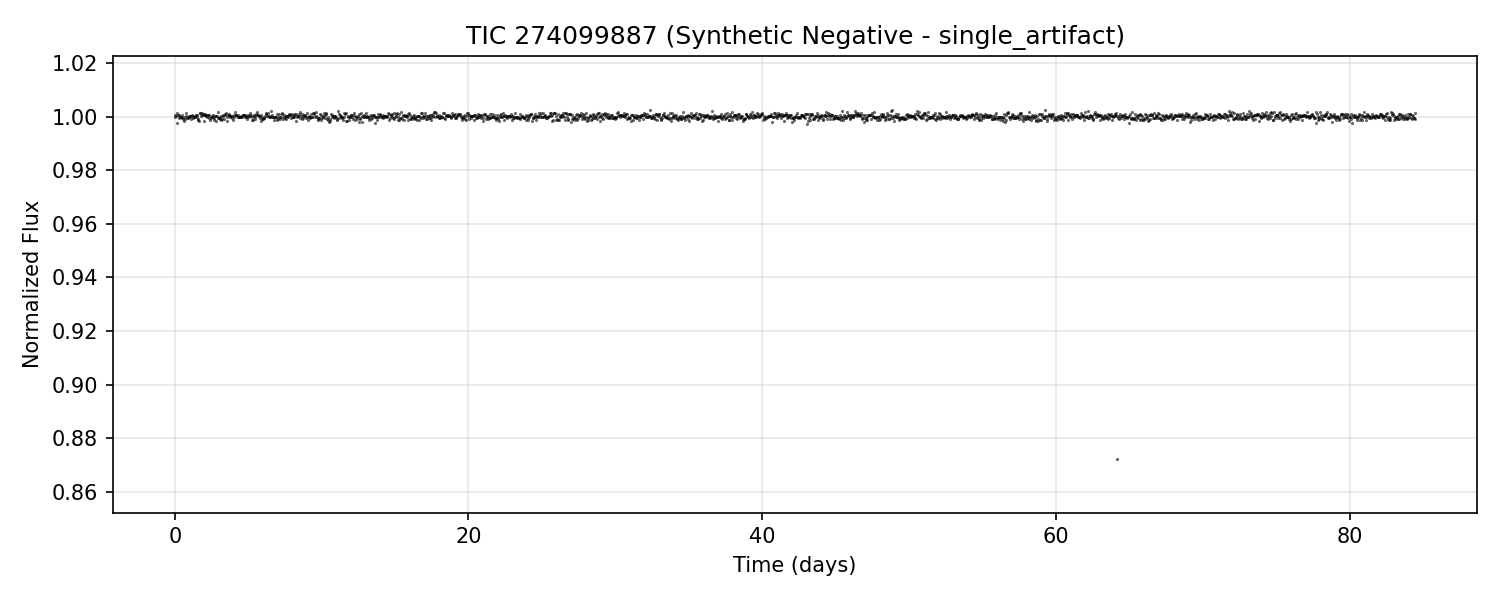 TIC 274099887 (Synthetic Negative - single_artifact)
1.02
1.00
0.98
0.96
0.94
0.92
0.90
0.88
0.86
Normalized Flux
0 20 40 60 80
Time (days)